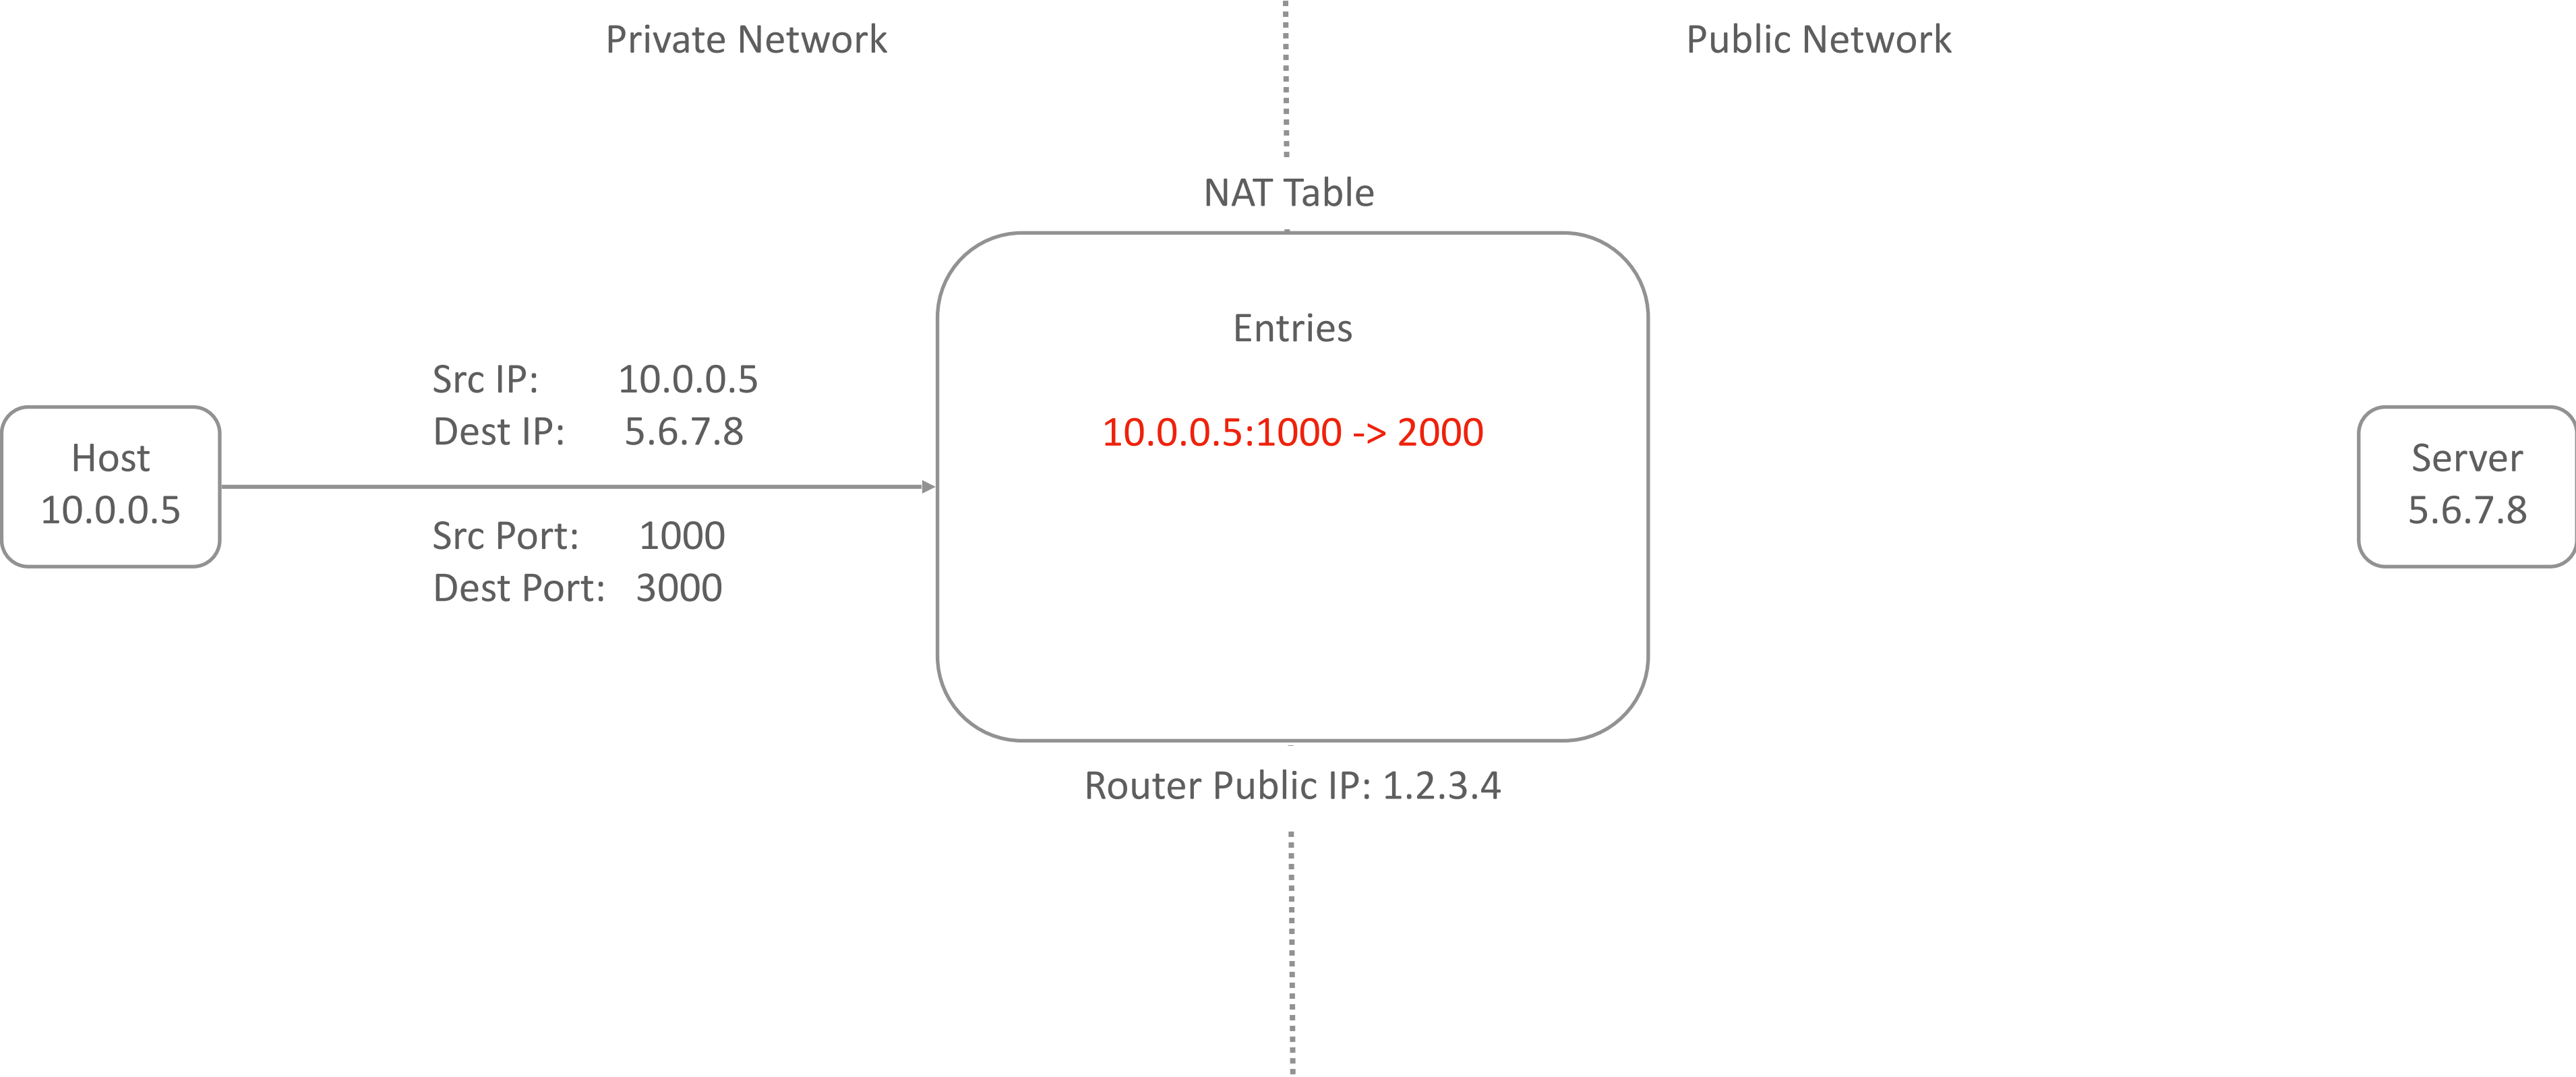 Private Network
Public Network
NAT Table
Entries
10.0.0.5:1000 -> 2000
Src IP: 10.0.0.5
Dest IP: 5.6.7.8
Src Port: 1000
Dest Port: 3000
Host
10.0.0.5
Server
5.6.7.8
Router Public IP: 1.2.3.4